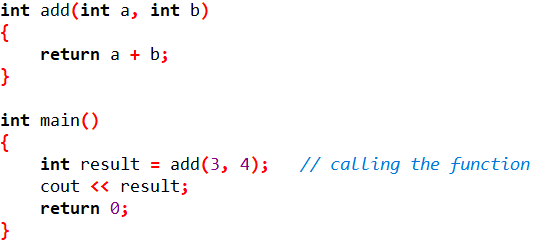 int add(int a, int b)
{
    return a + b;
}

int main()
{
    int result = add(3, 4);   // calling the function
    cout << result;
    return 0;
}